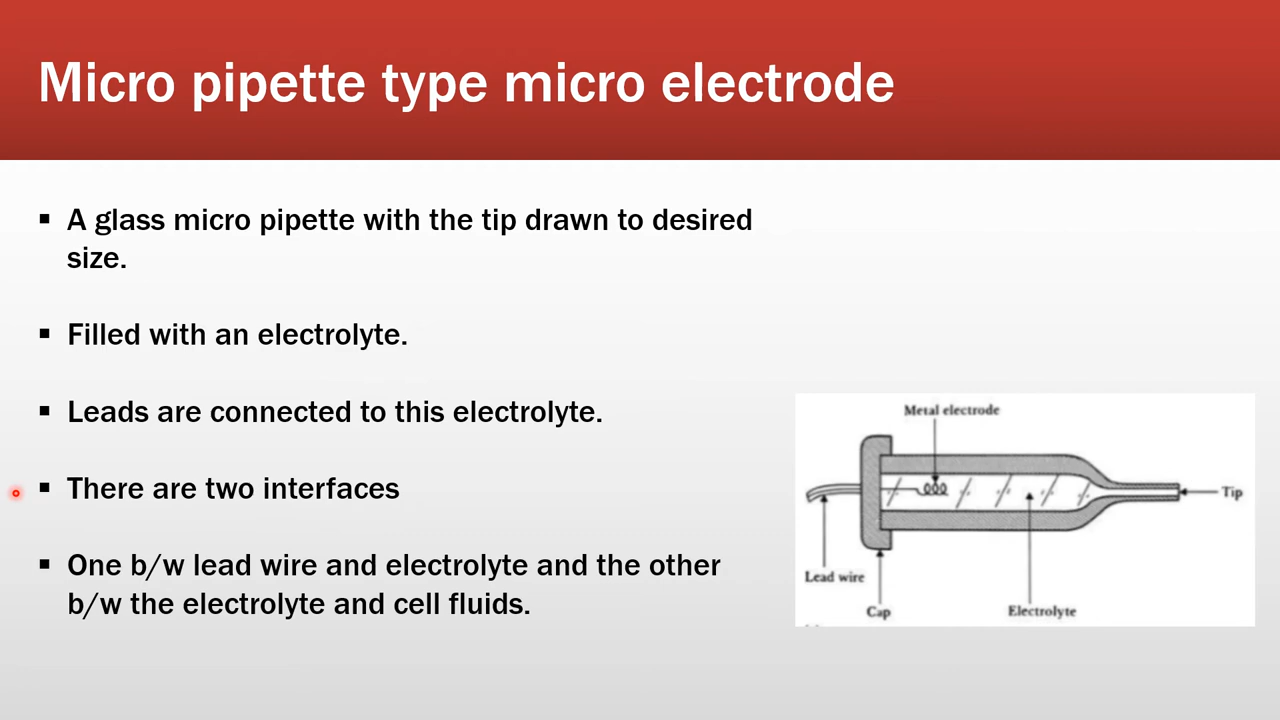 Micro pipette type micro electrode
▪ A glass micro pipette with the tip drawn to desired
size.
▪ Filled with an electrolyte.
▪ Leads are connected to this electrolyte.
▪ There are two interfaces
▪ One b/w lead wire and electrolyte and the other
b/w the electrolyte and cell fluids.
Metal electrode
Tip
Lead wire
Cap
Electrolyte